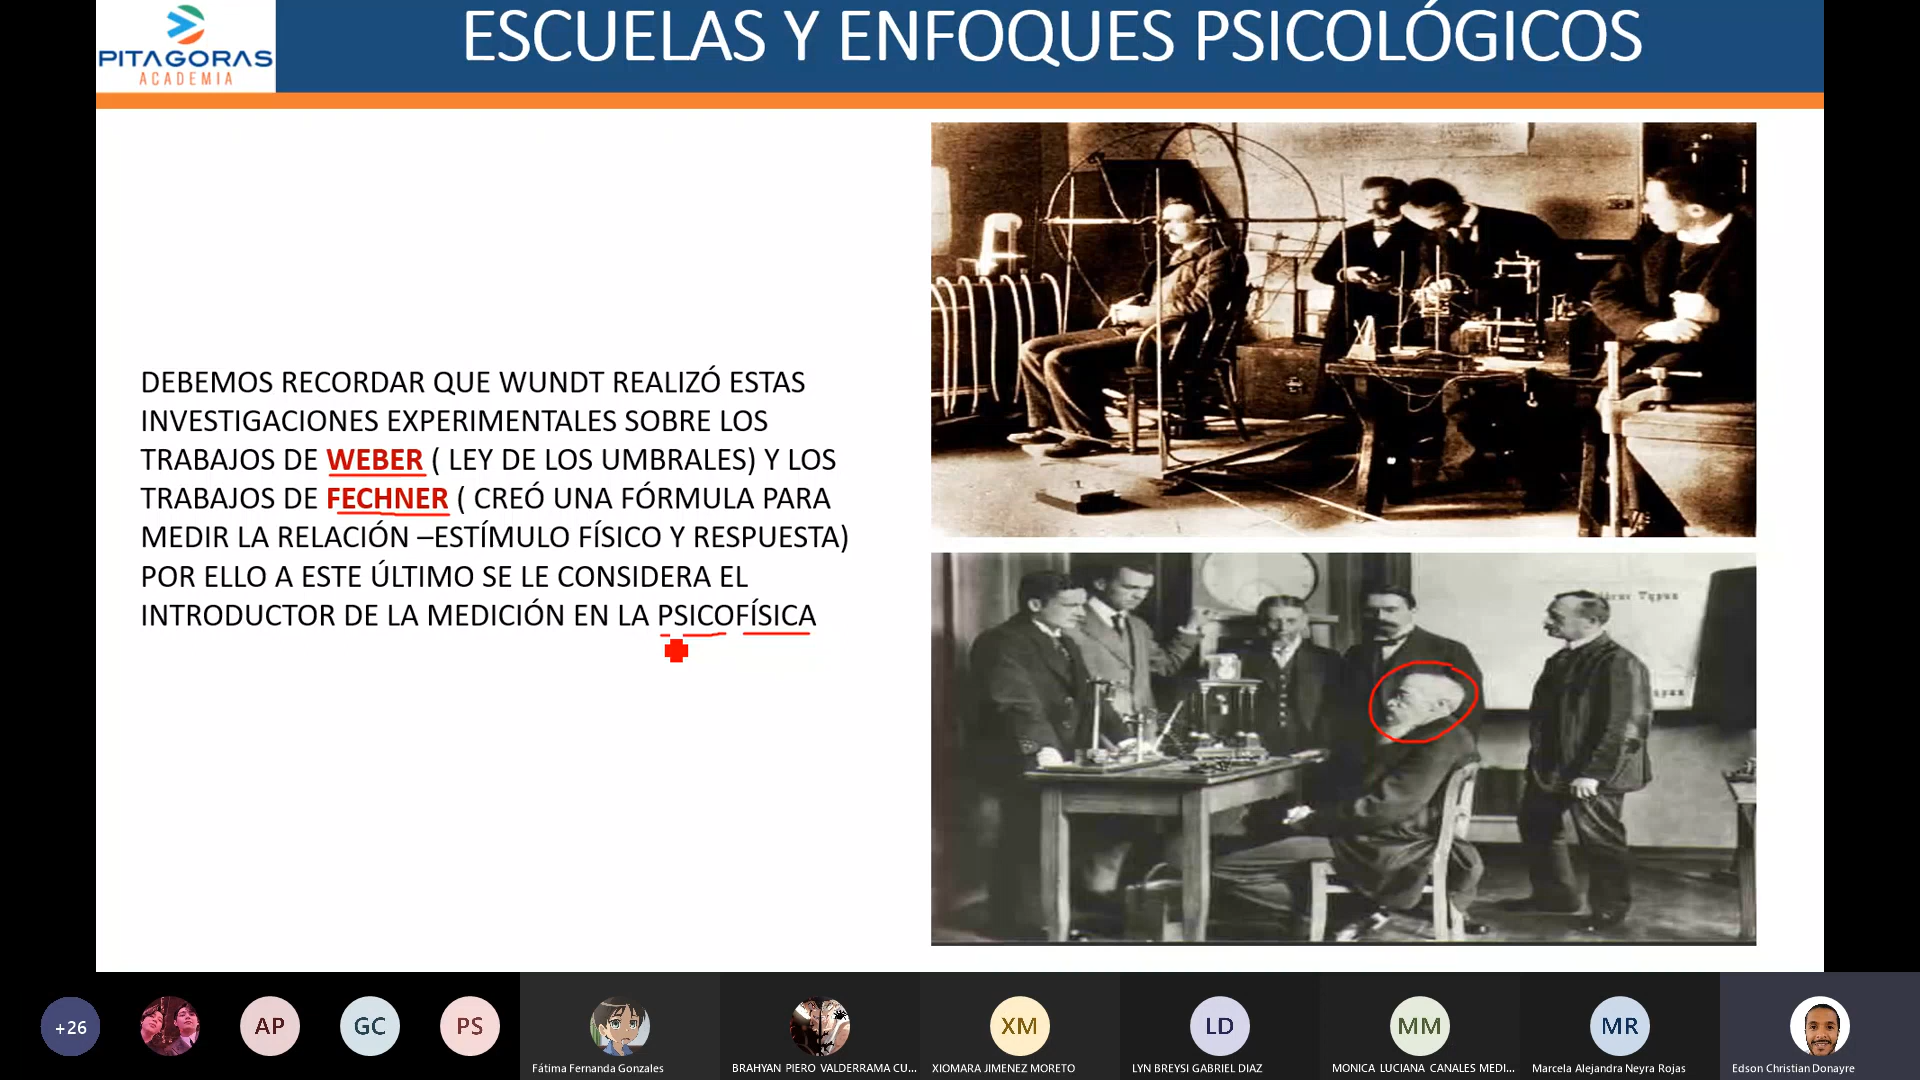 PITAGORAS
ACADEMIA
ESCUELAS Y ENFOQUES PSICOLÓGICOS
DEBEMOS RECORDAR QUE WUNDT REALIZÓ ESTAS
INVESTIGACIONES EXPERIMENTALES SOBRE LOS
TRABAJOS DE WEBER ( LEY DE LOS UMBRALES) Y LOS
TRABAJOS DE FECHNER ( CREÓ UNA FÓRMULA PARA
MEDIR LA RELACIÓN –ESTÍMULO FÍSICO Y RESPUESTA)
POR ELLO A ESTE ÚLTIMO SE LE CONSIDERA EL
INTRODUCTOR DE LA MEDICIÓN EN LA PSICOFÍSICA
+26
AP
GC
PS
Fátima Fernanda Gonzales
BRAHYAN PIERO VALDERRAMA CU...
XM
XIOMARA JIMENEZ MORETO
LD
LYN BREYSI GABRIEL DIAZ
MM
MONICA LUCIANA CANALES MEDI...
MR
Marcela Alejandra Neyra Rojas
Edson Christian Donayre